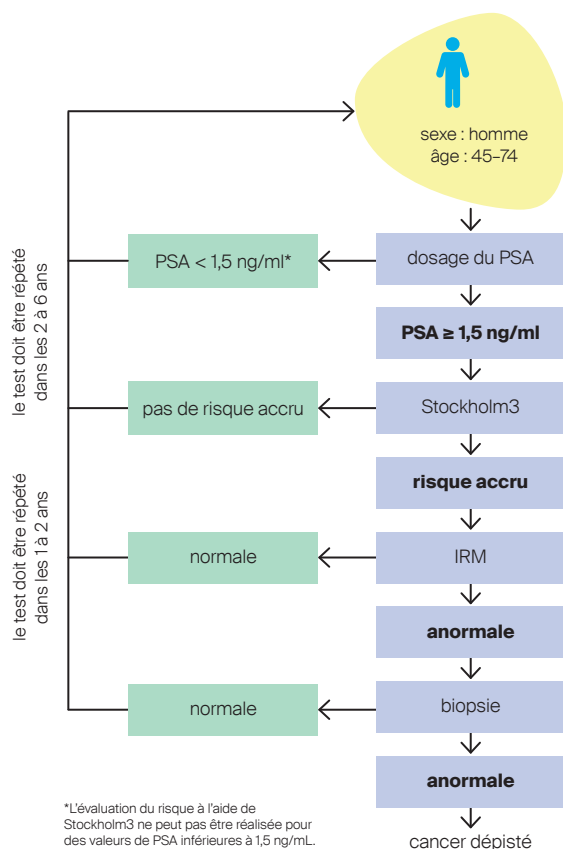 sexe : homme
âge : 45–74
le test doit être répété
dans les 2 à 6 ans
PSA < 1,5 ng/ml*
dosage du PSA
PSA ≥ 1,5 ng/ml
pas de risque accru
Stockholm3
risque accru
le test doit être répété
dans les 1 à 2 ans
normale
IRM
anormale
normale
biopsie
anormale
*L'évaluation du risque à l'aide de
Stockholm3 ne peut pas être réalisée pour
des valeurs de PSA inférieures à 1,5 ng/mL.
cancer dépisté